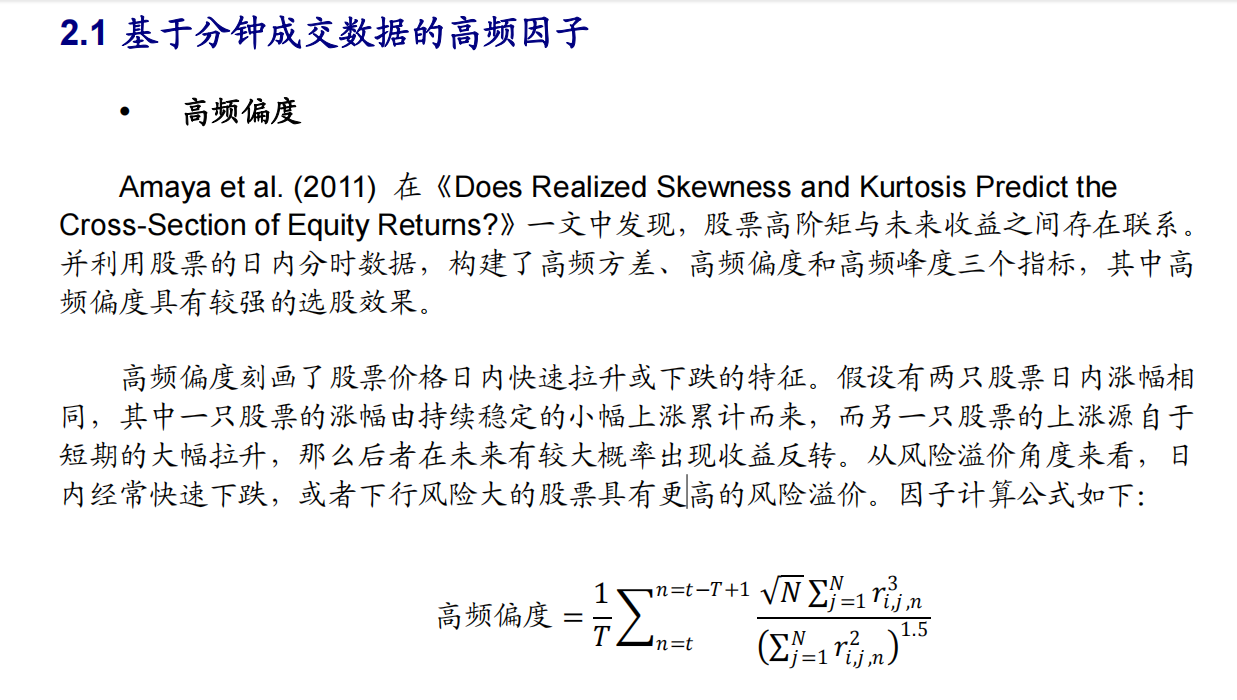 2.1 基于分钟成交数据的高频因子
• 高频偏度
Amaya et al. (2011) 在《Does Realized Skewness and Kurtosis Predict the
Cross-Section of Equity Returns?》一文中发现，股票高阶矩与未来收益之间存在联系。
并利用股票的日内分时数据，构建了高频方差、高频偏度和高频峰度三个指标，其中高
频偏度具有较强的选股效果。
高频偏度刻画了股票价格日内快速拉升或下跌的特征。假设有两只股票日内涨幅相
同，其中一只股票的涨幅由持续稳定的小幅上涨累计而来，而另一只股票的上涨源自于
短期的大幅拉升，那么后者在未来有较大概率出现收益反转。从风险溢价角度来看，日
内经常快速下跌，或者下行风险大的股票具有更高的风险溢价。因子计算公式如下：
高频偏度 = \frac{1}{T} \sum_{n=t}^{n=t-T+1} \frac{\sqrt{N} \sum_{j=1}^{N} r_{i,j,n}^{3}}{(\sum_{j=1}^{N} r_{i,j,n}^{2})^{1.5}}